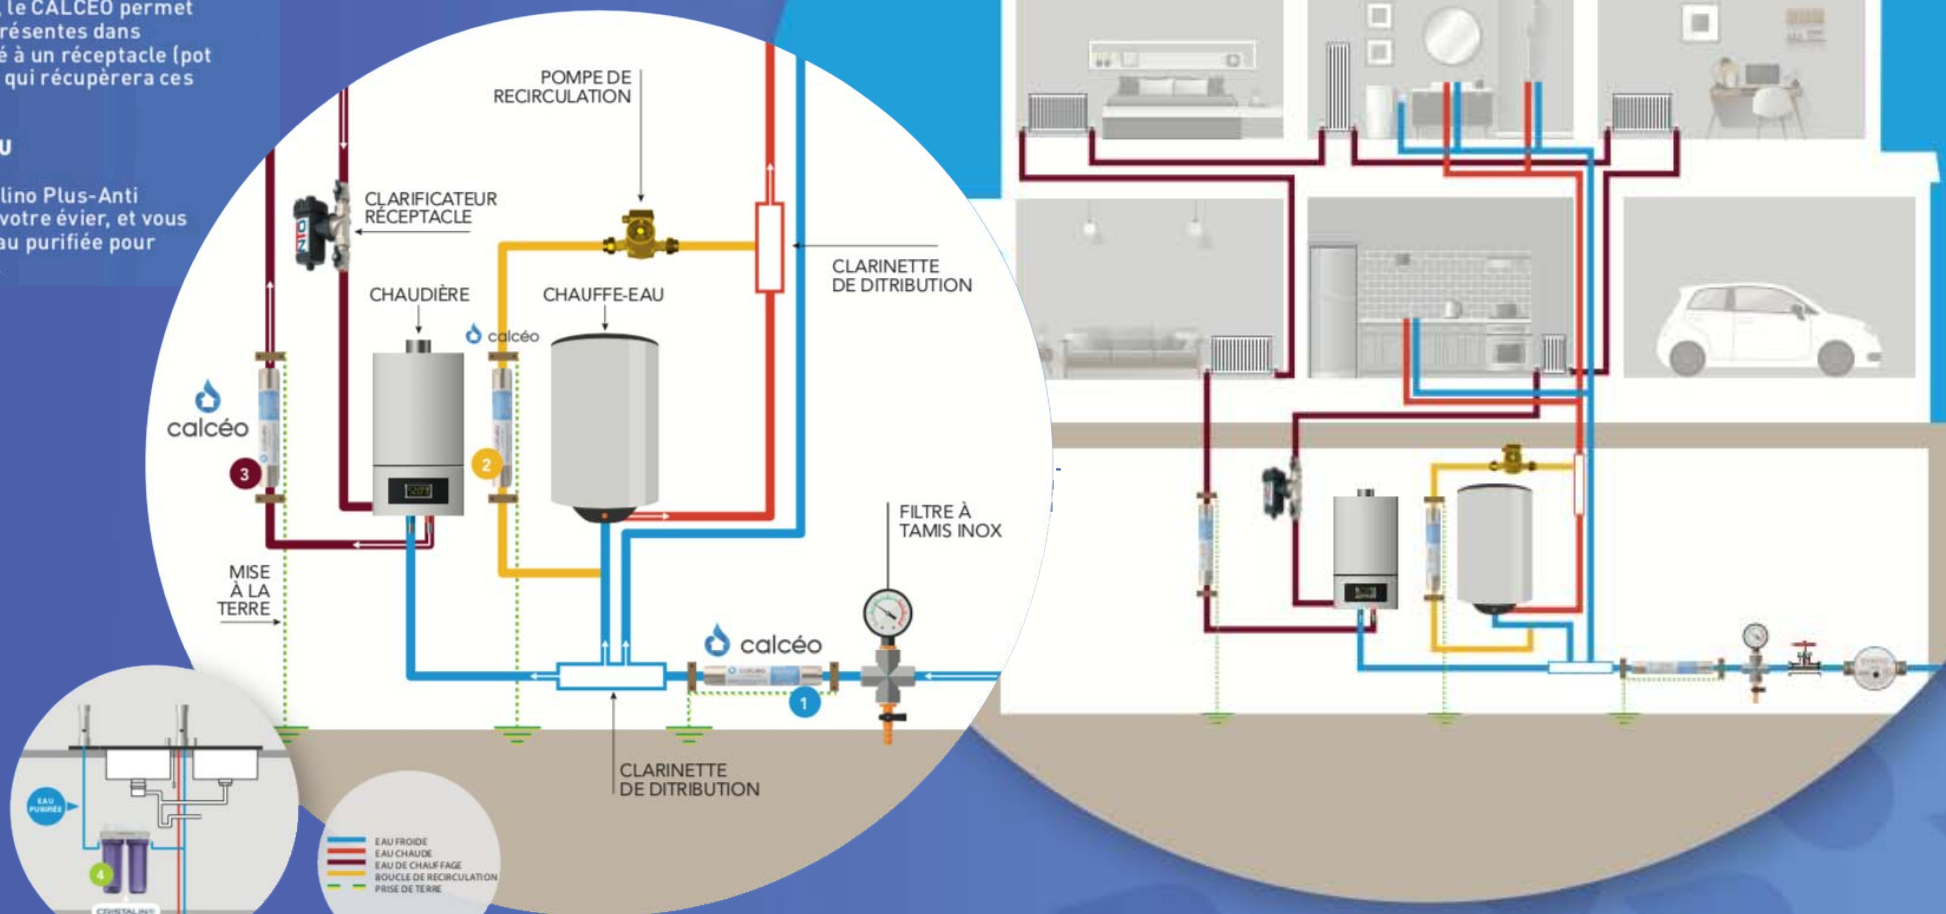 , le CALCEO permet
résentes dans
é à un réceptacle (pot
qui récupèrera ces
U
lino Plus-Anti
votre évier, et vous
au purifiée pour
POMPE DE
RECIRCULATION
CLARIFICATEUR
RÉCEPTACLE
CLARINETTE
DE DITRIBUTION
CHAUDIÈRE
CHAUFFE-EAU
calcéo
calcéo
3
2
FILTRE À
TAMIS INOX
MISE
À LA
TERRE
calcéo
calcéo
1
CLARINETTE
DE DITRIBUTION
EAU
PURIFIÉE
4
CRISTALINO
EAU FROIDE
EAU CHAUDE
EAU DE CHAUFFAGE
BOUCLE DE RECIRCULATION
PRISE DE TERRE